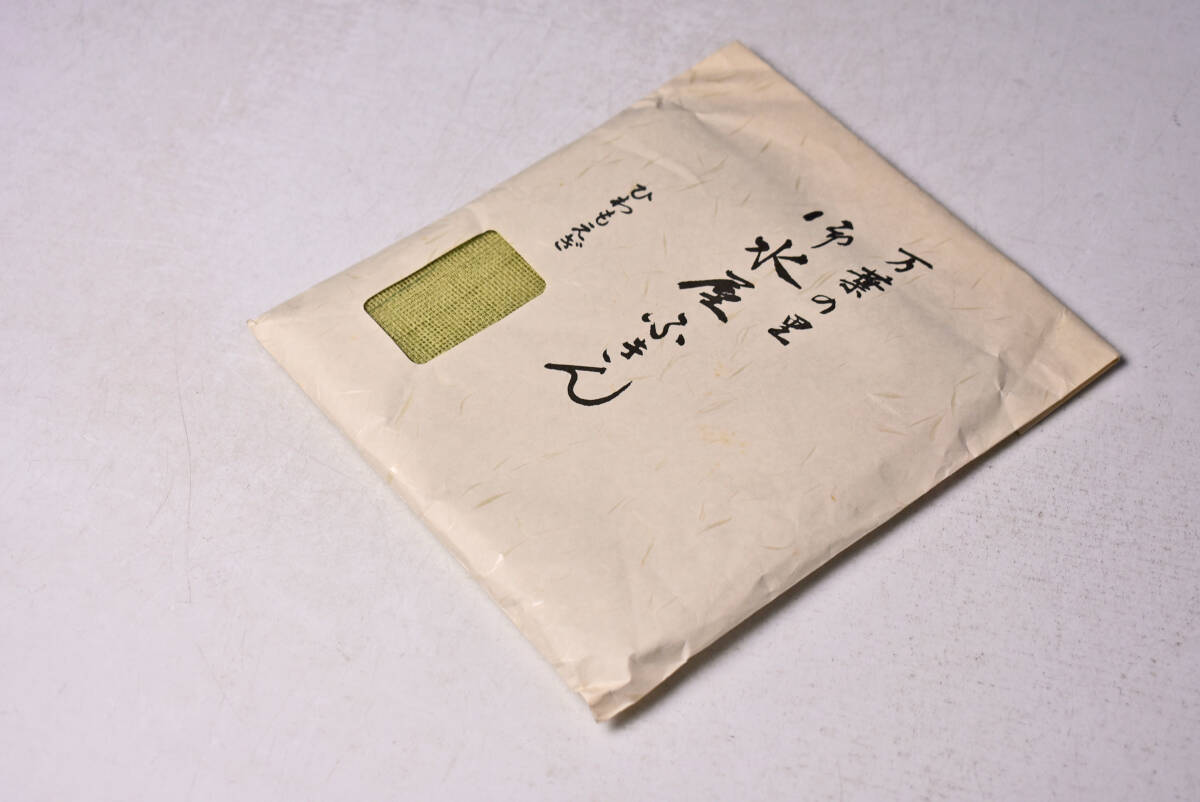 万葉の里
御水屋ふきん
ひわもえぎ